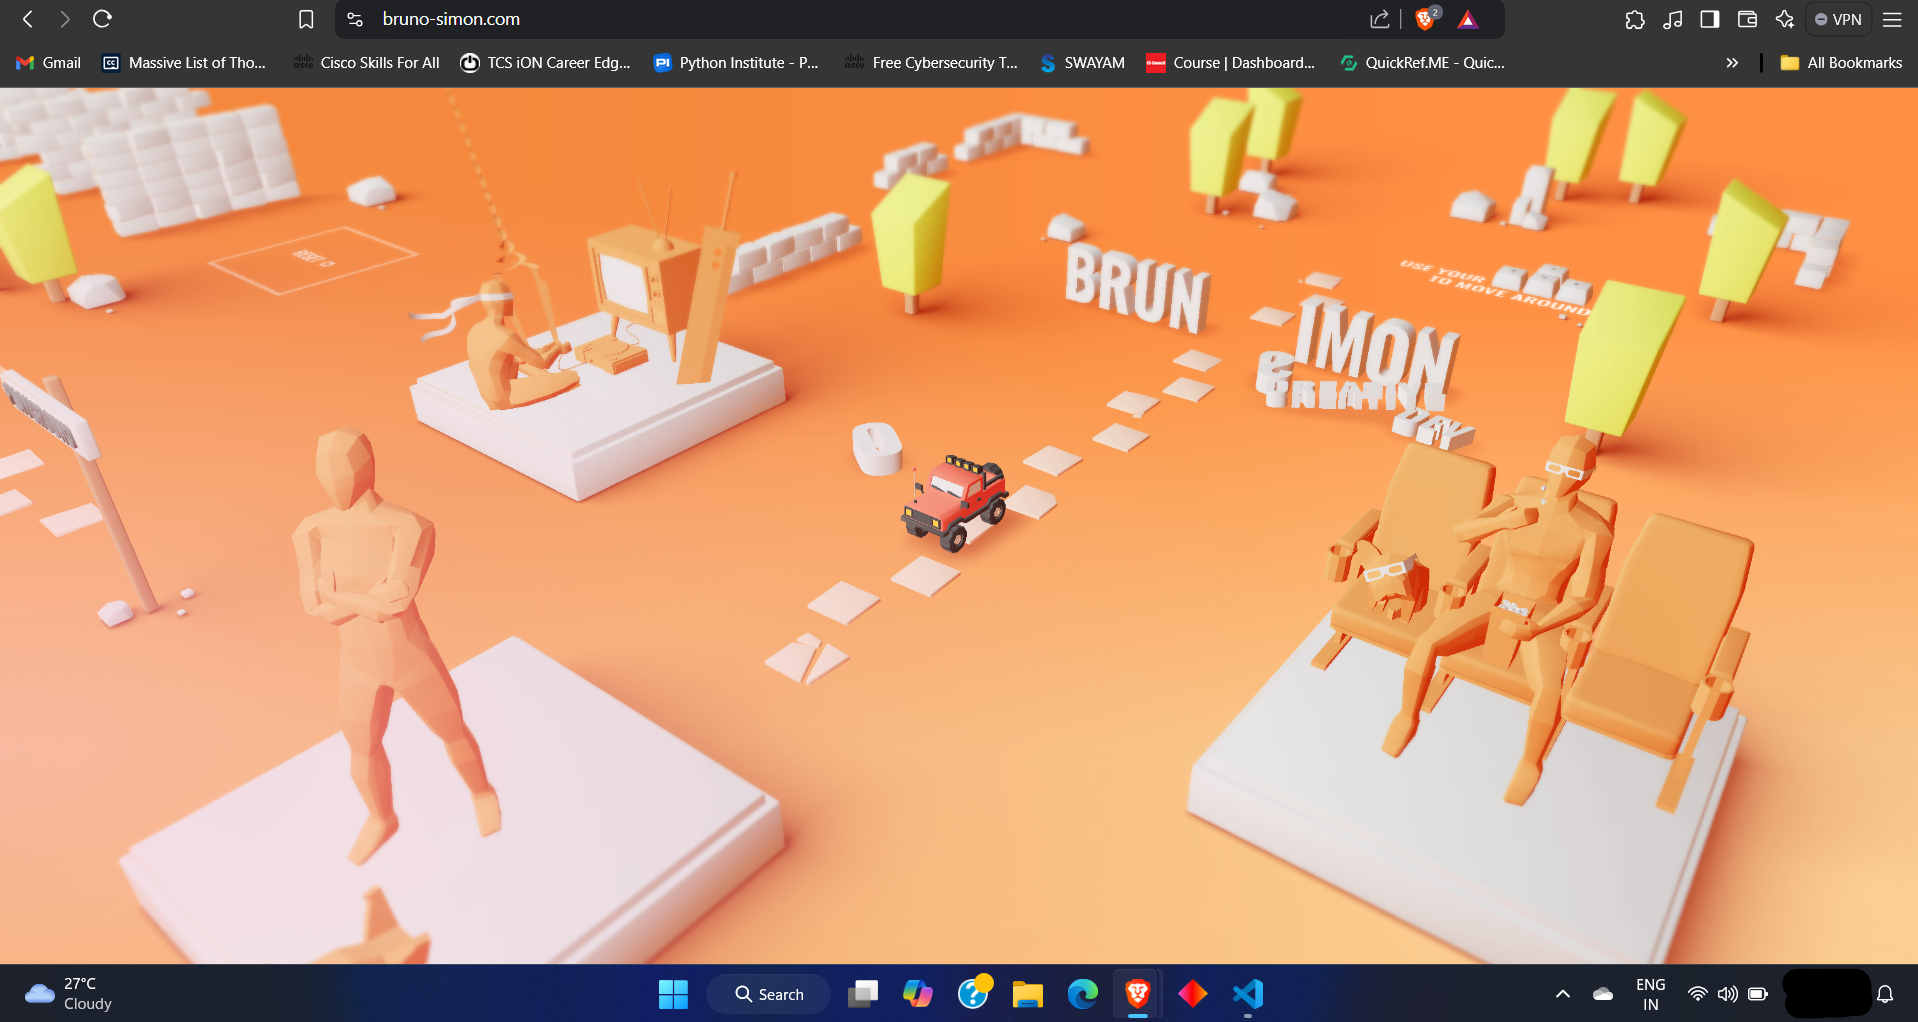 bruno-simon.com
2
VPN
Gmail
Massive List of Tho...
Cisco Skills For All
TCS iON Career Edg...
Python Institute - P...
Free Cybersecurity T...
SWAYAM
Course | Dashboard...
QuickRef.ME - Quic...
All Bookmarks
BRUN
IMON
O
S
CREATIVE
DEV
USE YOUR
TO MOVE AROUND
27°C
Cloudy
Search
ENG
IN